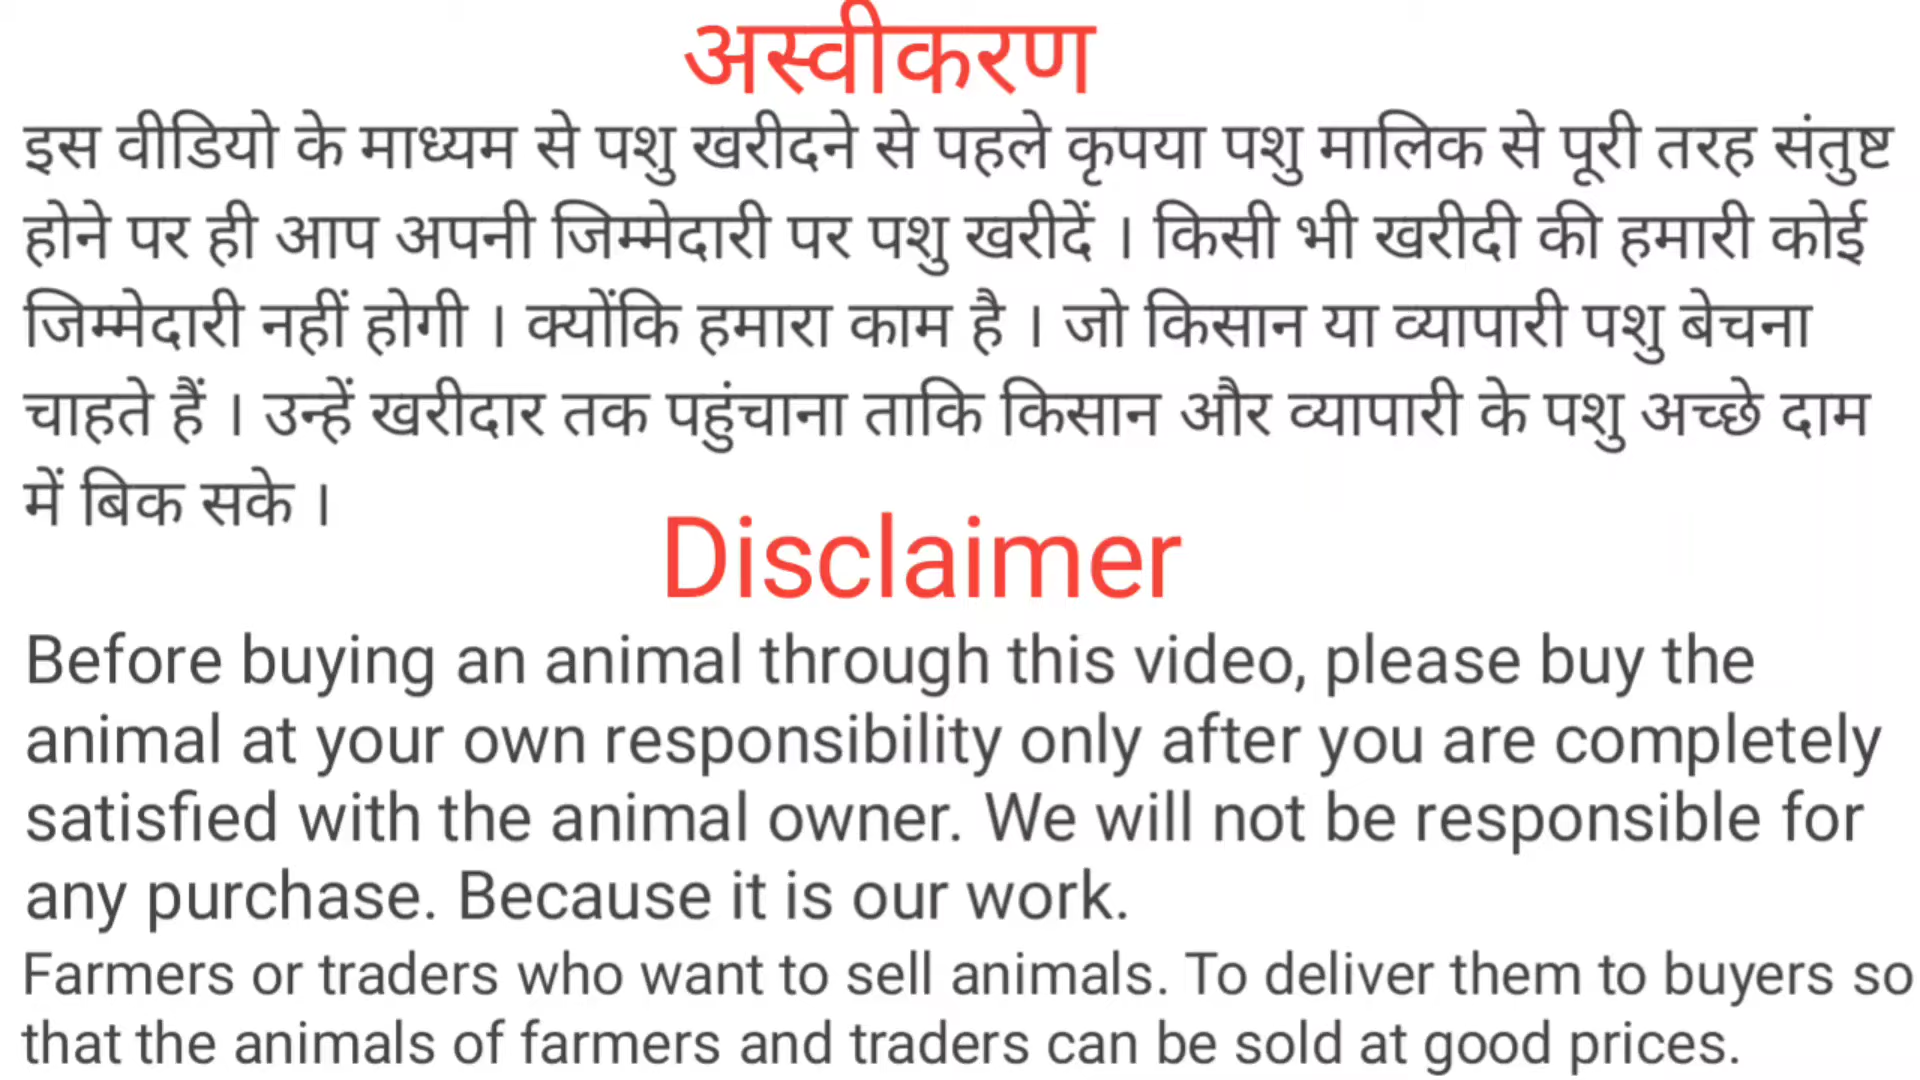 अस्वीकरण
इस वीडियो के माध्यम से पशु खरीदने से पहले कृपया पशु मालिक से पूरी तरह संतुष्ट
होने पर ही आप अपनी जिम्मेदारी पर पशु खरीदें । किसी भी खरीदी की हमारी कोई
जिम्मेदारी नहीं होगी । क्योंकि हमारा काम है । जो किसान या व्यापारी पशु बेचना
चाहते हैं । उन्हें खरीदार तक पहुंचाना ताकि किसान और व्यापारी के पशु अच्छे दाम
में बिक सके ।
Disclaimer
Before buying an animal through this video, please buy the
animal at your own responsibility only after you are completely
satisfied with the animal owner. We will not be responsible for
any purchase. Because it is our work.
Farmers or traders who want to sell animals. To deliver them to buyers so
that the animals of farmers and traders can be sold at good prices.